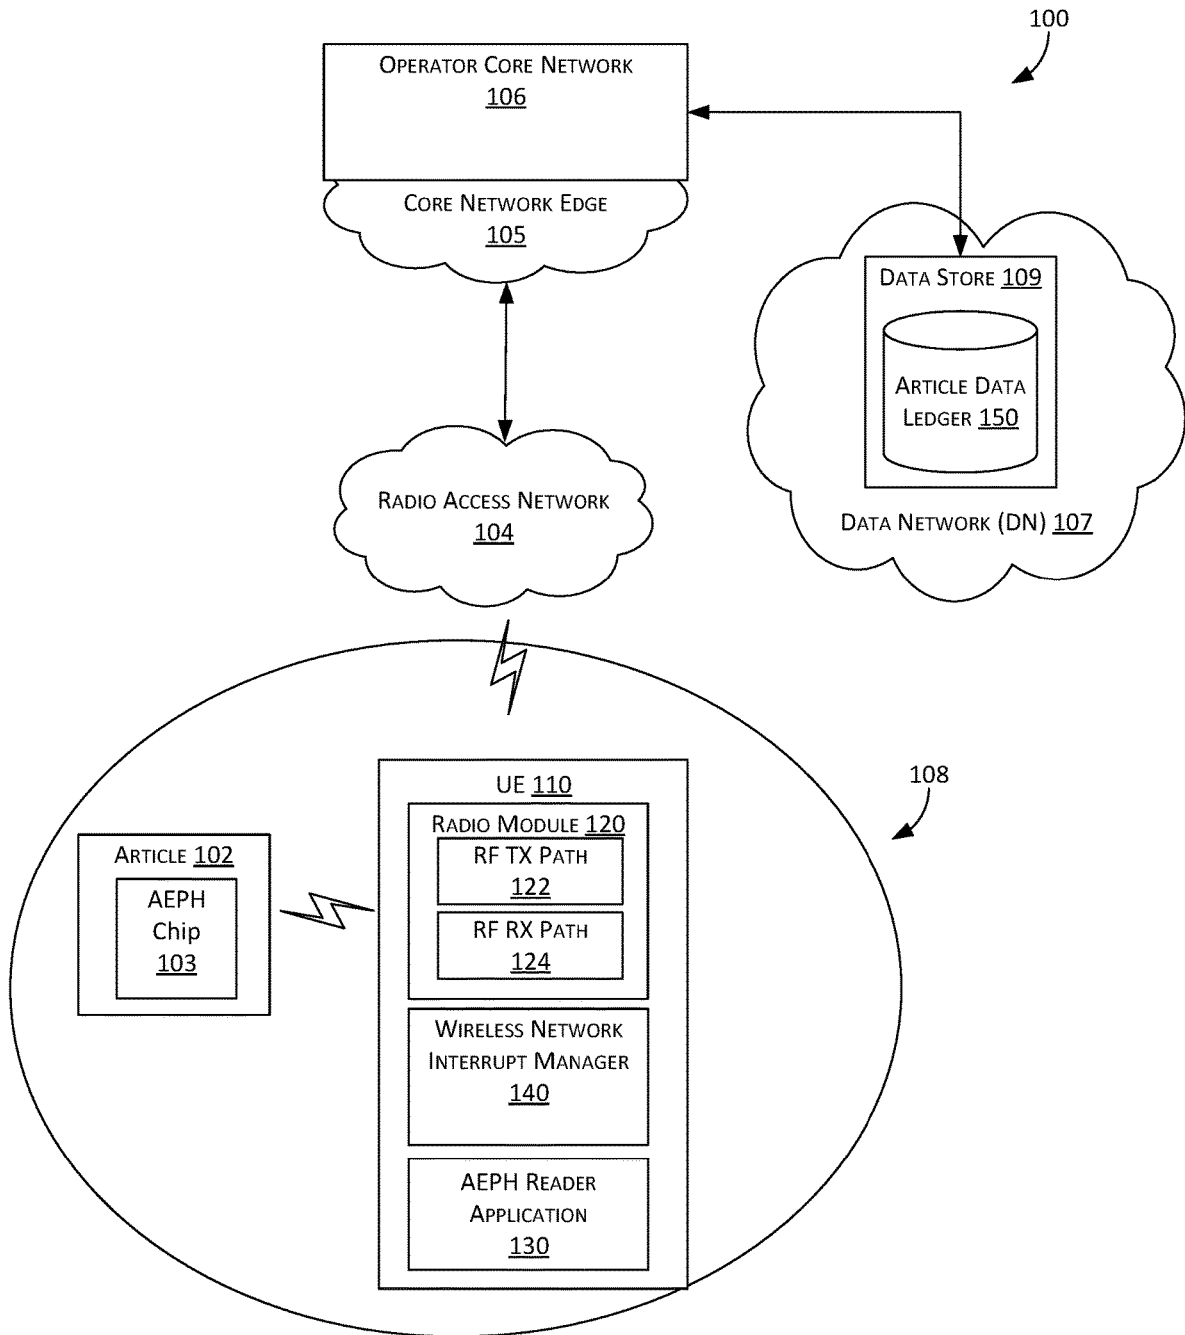 100
OPERATOR CORE NETWORK
106
CORE NETWORK EDGE
105
DATA STORE 109
ARTICLE DATA
LEDGER 150
DATA NETWORK (DN) 107
RADIO ACCESS NETWORK
104
108
UE 110
RADIO MODULE 120
RF TX PATH
122
RF RX PATH
124
ARTICLE 102
AEPH
Chip
103
WIRELESS NETWORK
INTERRUPT MANAGER
140
AEPH READER
APPLICATION
130